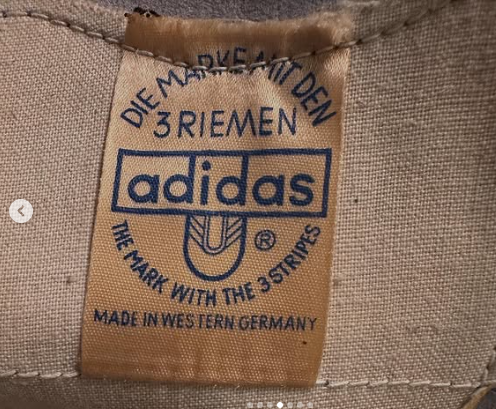 DIE MARKE MIT DEN
3 RIEMEN
adidas
®
THE MARK WITH THE 3 STRIPES
MADE IN WESTERN GERMANY